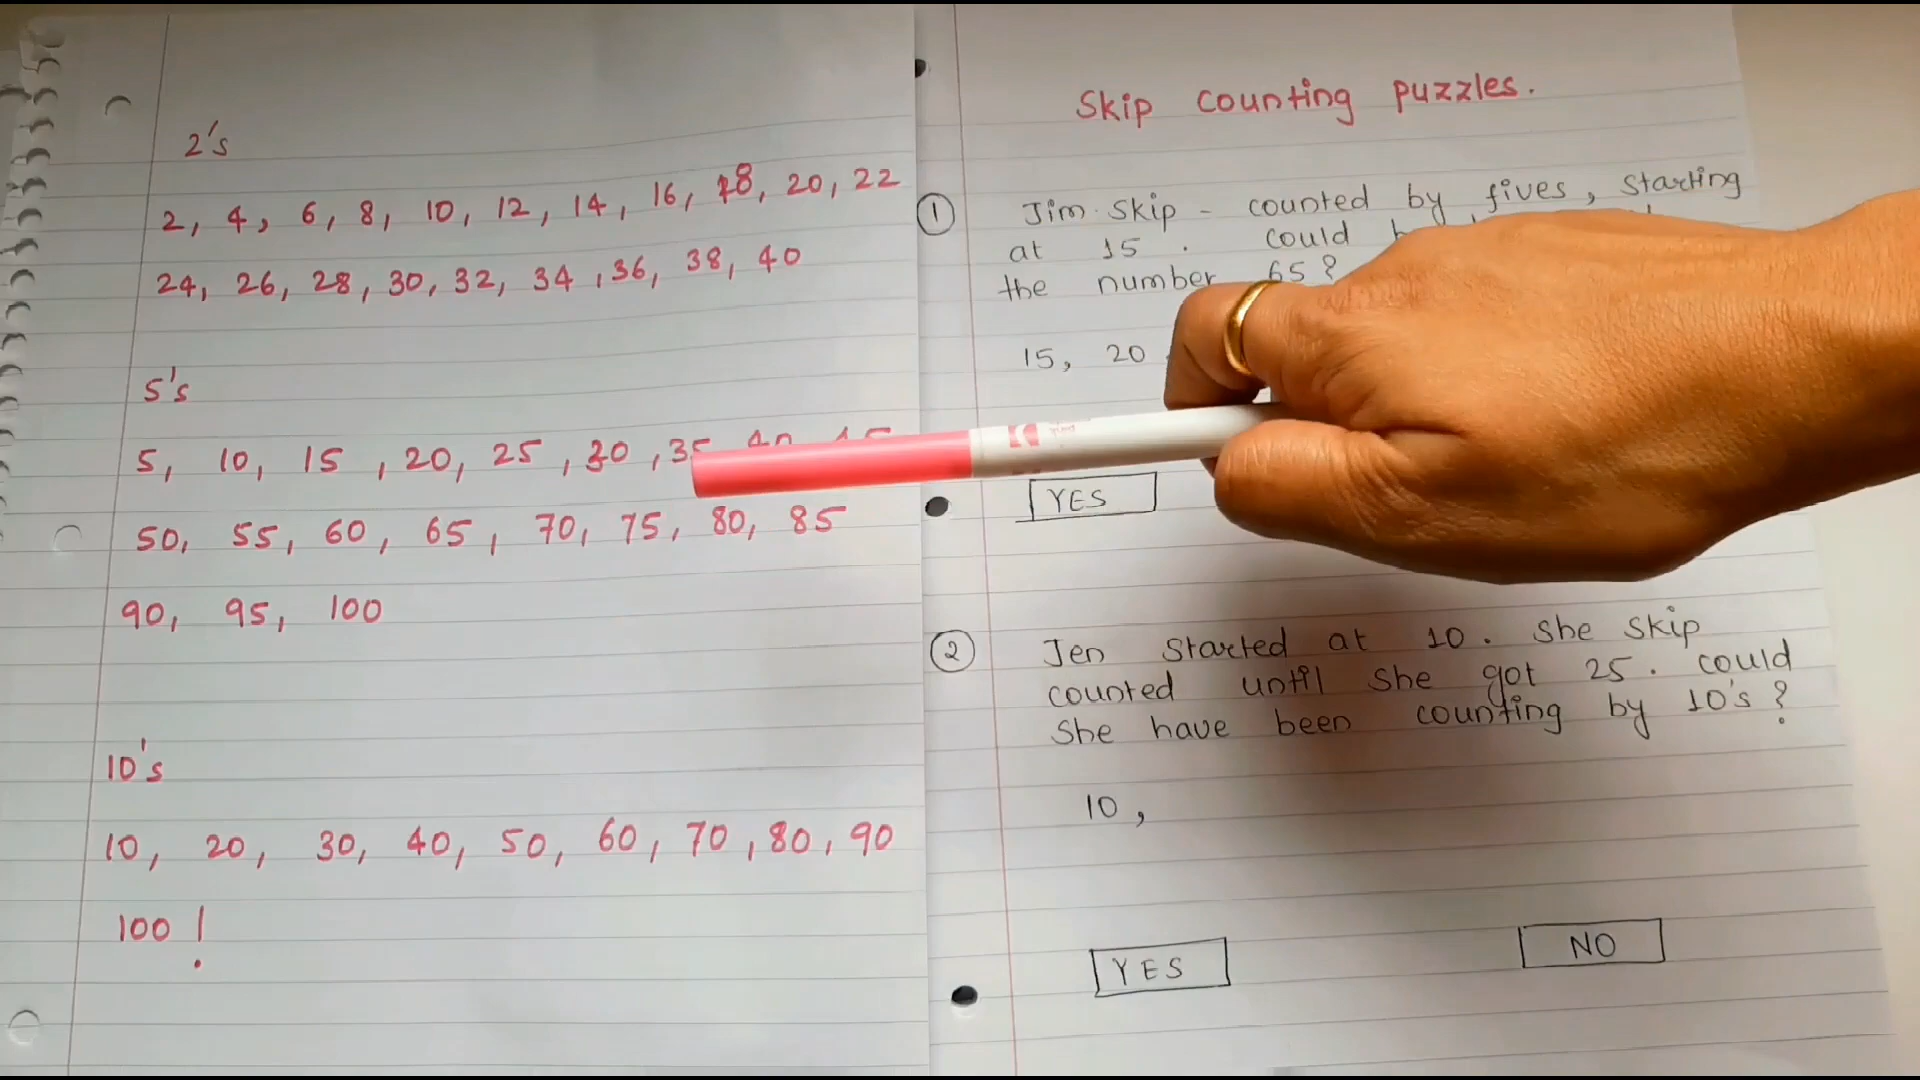 2's
2, 4, 6, 8, 10, 12, 14, 16, 18, 20, 22
24, 26, 28, 30, 32, 34, 36, 38, 40
5's
5, 10, 15, 20, 25, 30, 35, 40, 45
50, 55, 60, 65, 70, 75, 80, 85
90, 95, 100
10's
10, 20, 30, 40, 50, 60, 70, 80, 90
100 !
Skip counting puzzles.
1 Jim Skip - counted by fives, starting
at 15. could
the number 65?
15, 20
YES
2 Jen Started at 10. She Skip
counted until She got 25. could
She have been counting by 10's?
10,
YES NO